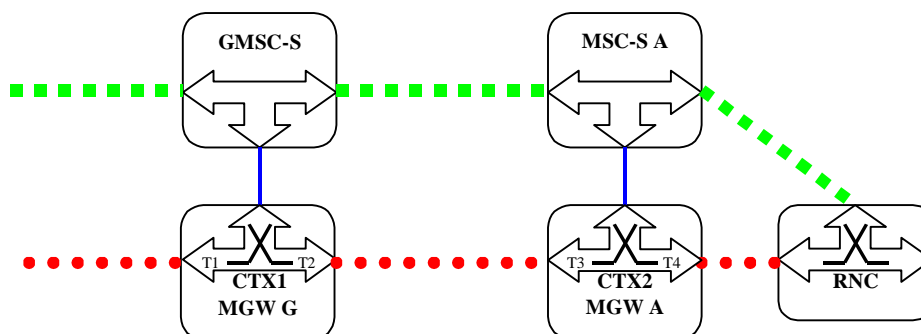 GMSC-S
MSC-S A
T1
T2
CTX1
MGW G
T3
T4
CTX2
MGW A
RNC